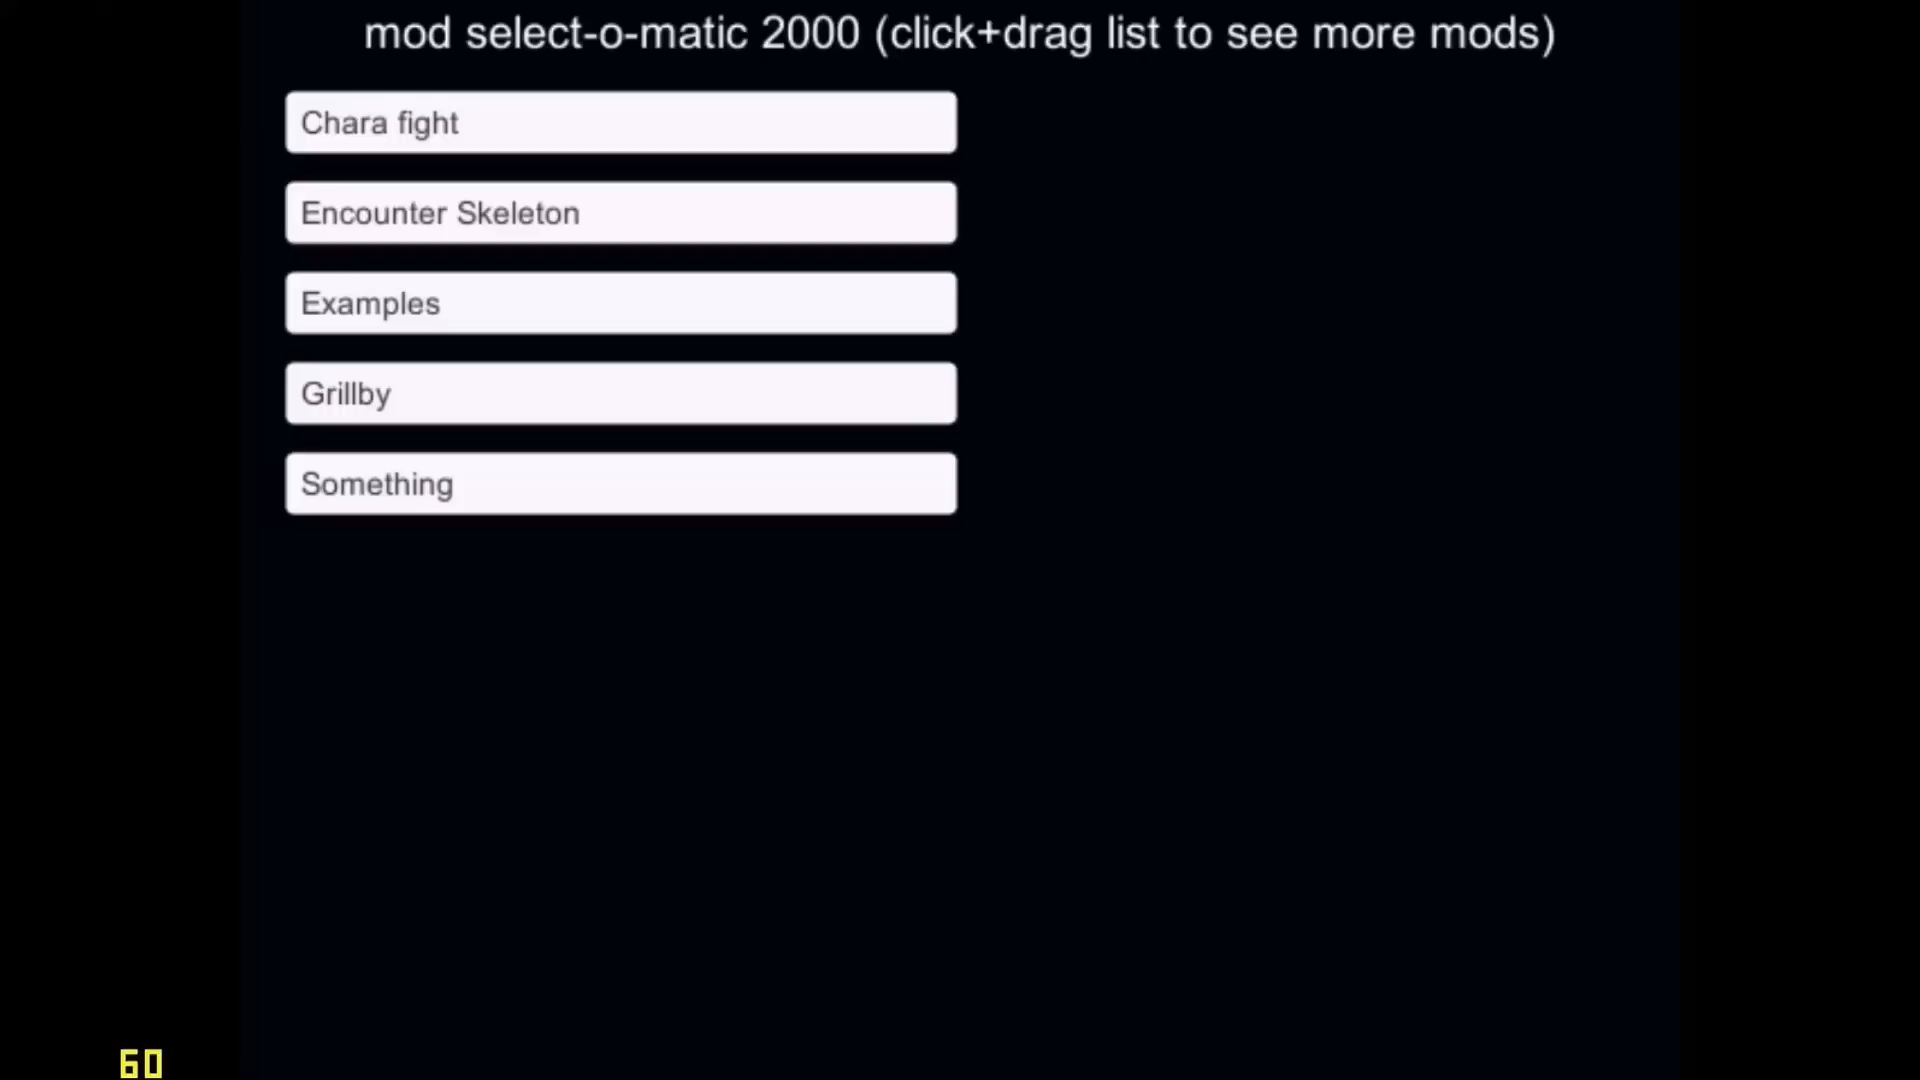 mod select-o-matic 2000 (click+drag list to see more mods)
Chara fight
Encounter Skeleton
Examples
Grillby
Something
60